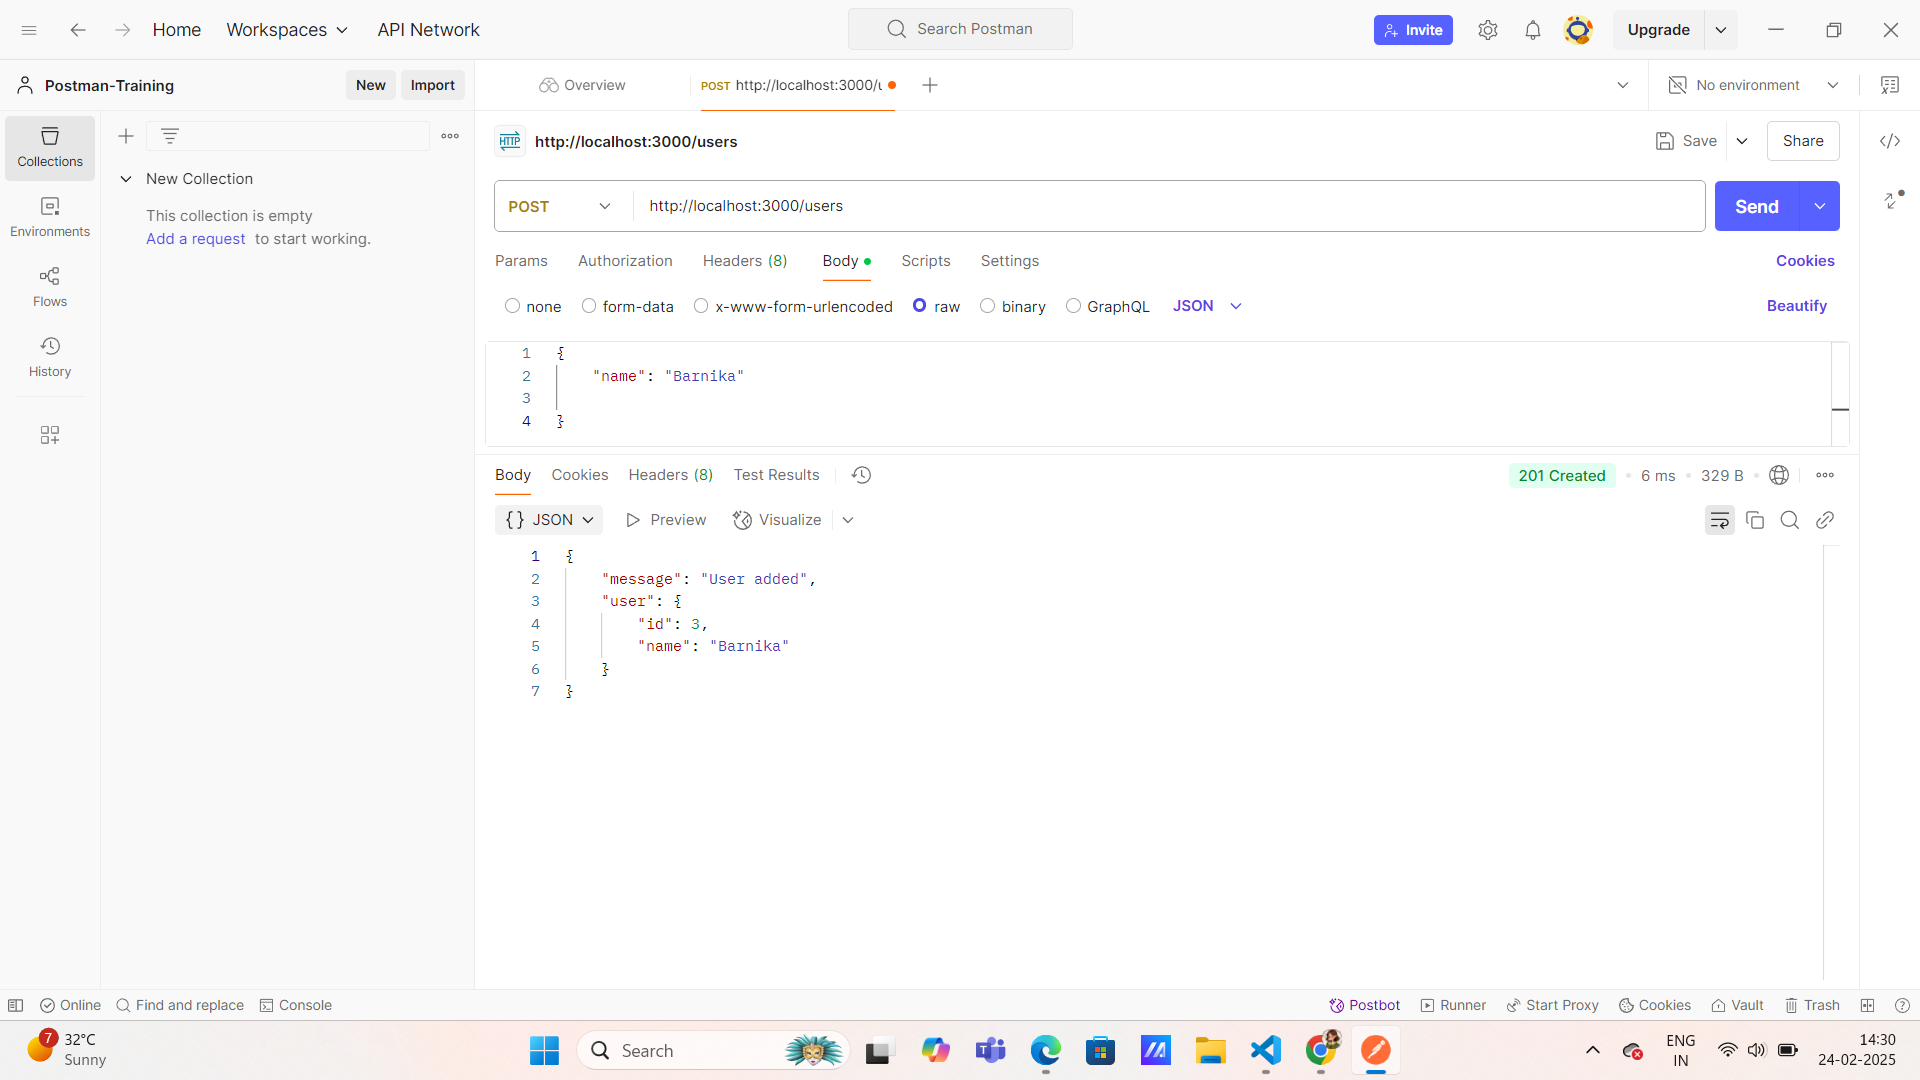 Home Workspaces API Network Search Postman Invite Upgrade
Postman-Training New Import Overview POST http://localhost:3000/u No environment
HTTP http://localhost:3000/users Save Share
Collections
New Collection
This collection is empty
Add a request to start working.
Environments
Flows
History
POST http://localhost:3000/users Send
Params Authorization Headers (8) Body Scripts Settings Cookies
none form-data x-www-form-urlencoded raw binary GraphQL JSON Beautify
1 {
2 "name": "Barnika"
3
4 }
Body Cookies Headers (8) Test Results 201 Created 6 ms 329 B
{} JSON Preview Visualize
1 {
2 "message": "User added",
3 "user": {
4 "id": 3,
5 "name": "Barnika"
6 }
7 }
Online Find and replace Console Postbot Runner Start Proxy Cookies Vault Trash
7 32°C
Sunny
Search
ENG
IN
14:30
24-02-2025